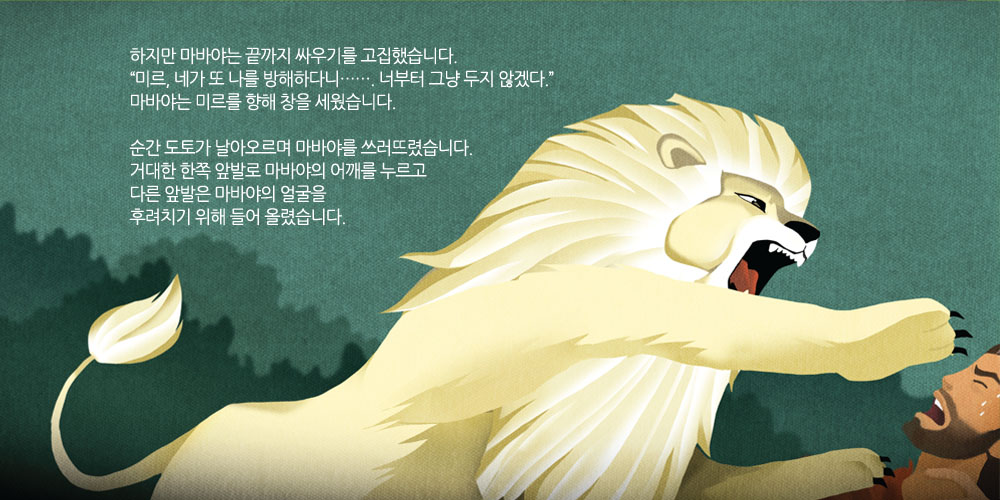 하지만 마바야는 끝까지 싸우기를 고집했습니다.
“미르, 네가 또 나를 방해하다니……. 너부터 그냥 두지 않겠다.”
마바야는 미르를 향해 창을 세웠습니다.
순간 도토가 날아오르며 마바야를 쓰러뜨렸습니다.
거대한 한쪽 앞발로 마바야의 어깨를 누르고
다른 앞발은 마바야의 얼굴을
후려치기 위해 들어 올렸습니다.